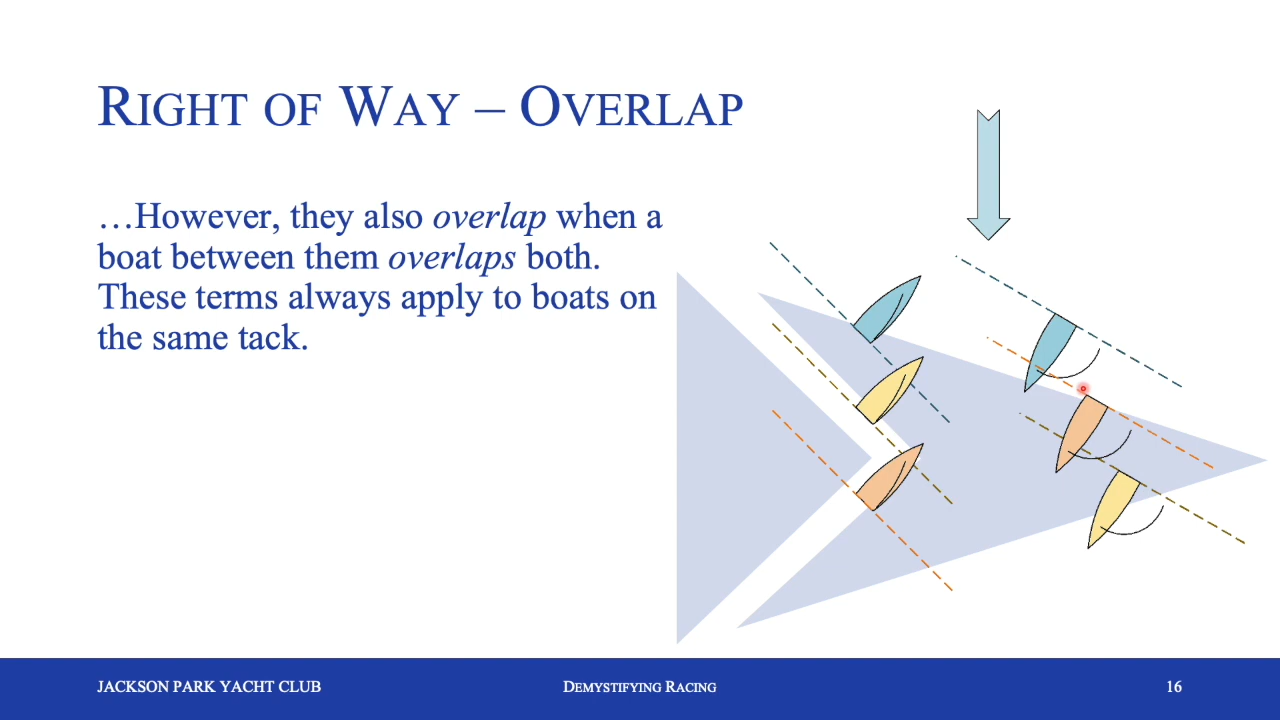 RIGHT OF WAY – OVERLAP
…However, they also overlap when a
boat between them overlaps both.
These terms always apply to boats on
the same tack.
JACKSON PARK YACHT CLUB
DEMYSTIFYING RACING
16